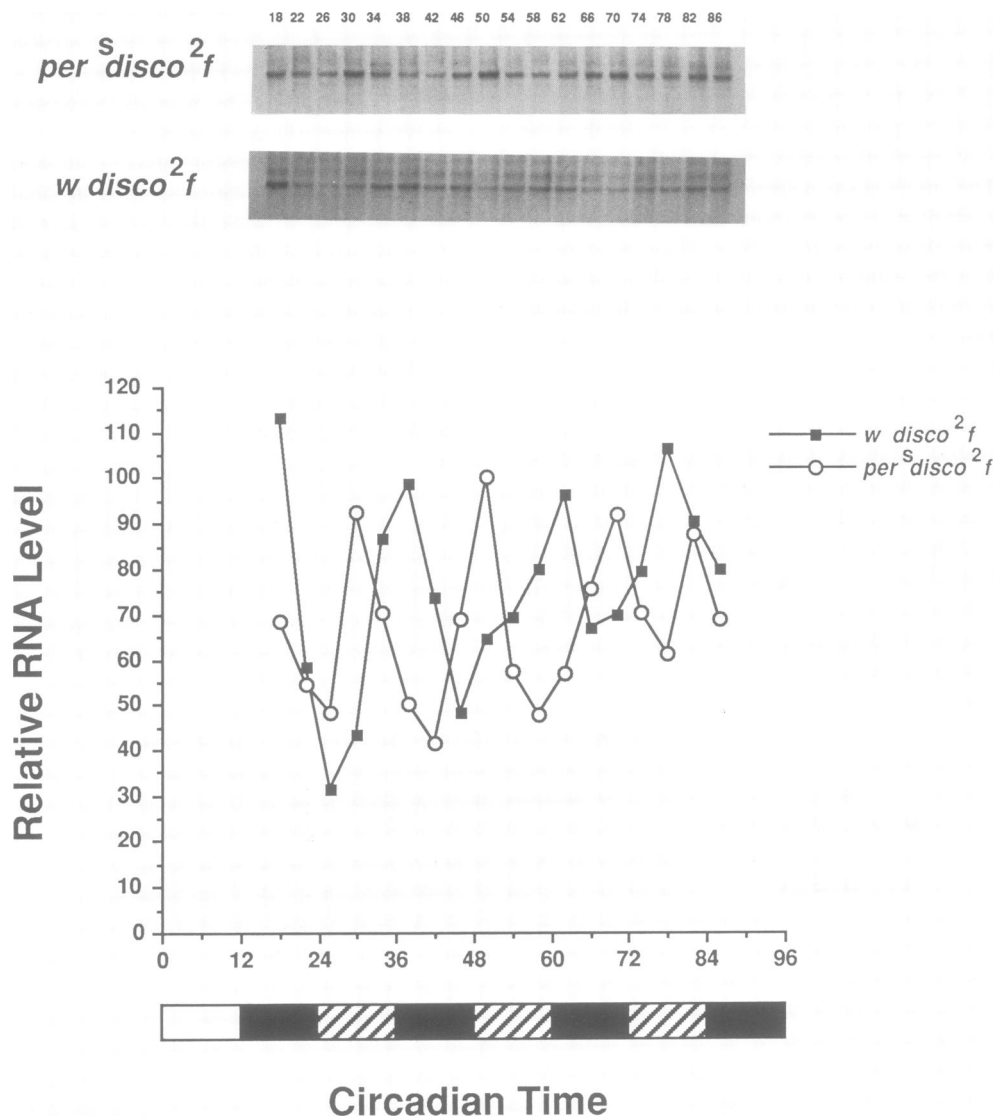 18 22 26 30 34 38 42 46 50 54 58 62 66 70 74 78 82 86
per s disco 2 f
w disco 2 f
120
110
100
90
80
70
60
50
40
30
20
10
0
Relative RNA Level
w disco 2 f
per s disco 2 f
0 12 24 36 48 60 72 84 96
Circadian Time